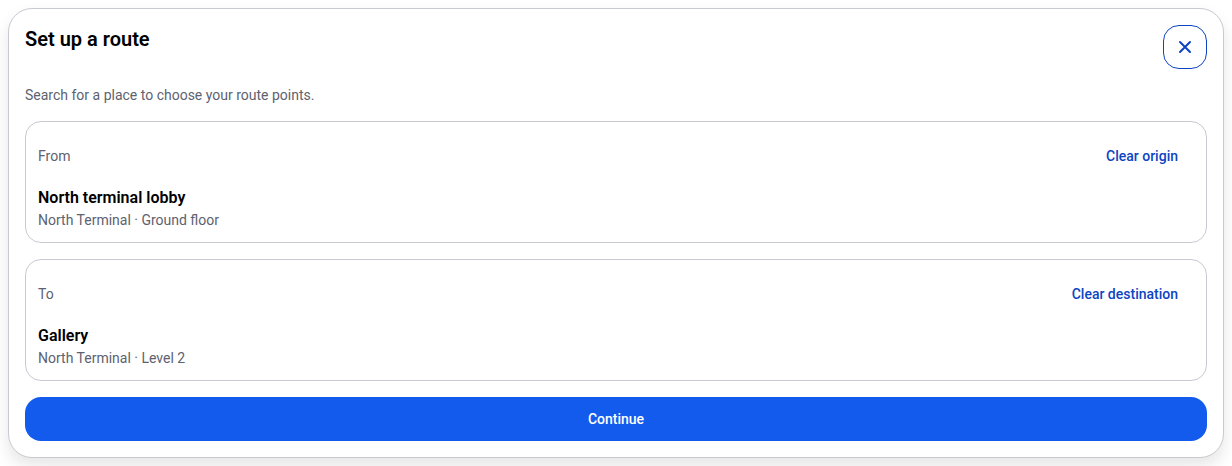 Set up a route
Search for a place to choose your route points.
From
Clear origin
North terminal lobby
North Terminal · Ground floor
To
Clear destination
Gallery
North Terminal · Level 2
Continue